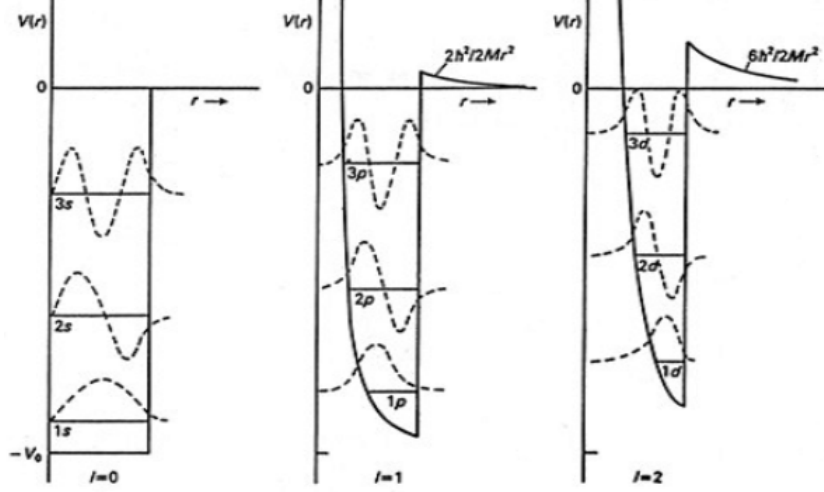 V(r)
0
r →
3s
2s
1s
−V₀
l=0
V(r)
0
2ħ²/2Mr²
r →
3p
2p
1p
l=1
V(r)
0
6ħ²/2Mr²
r →
3d
2d
1d
l=2